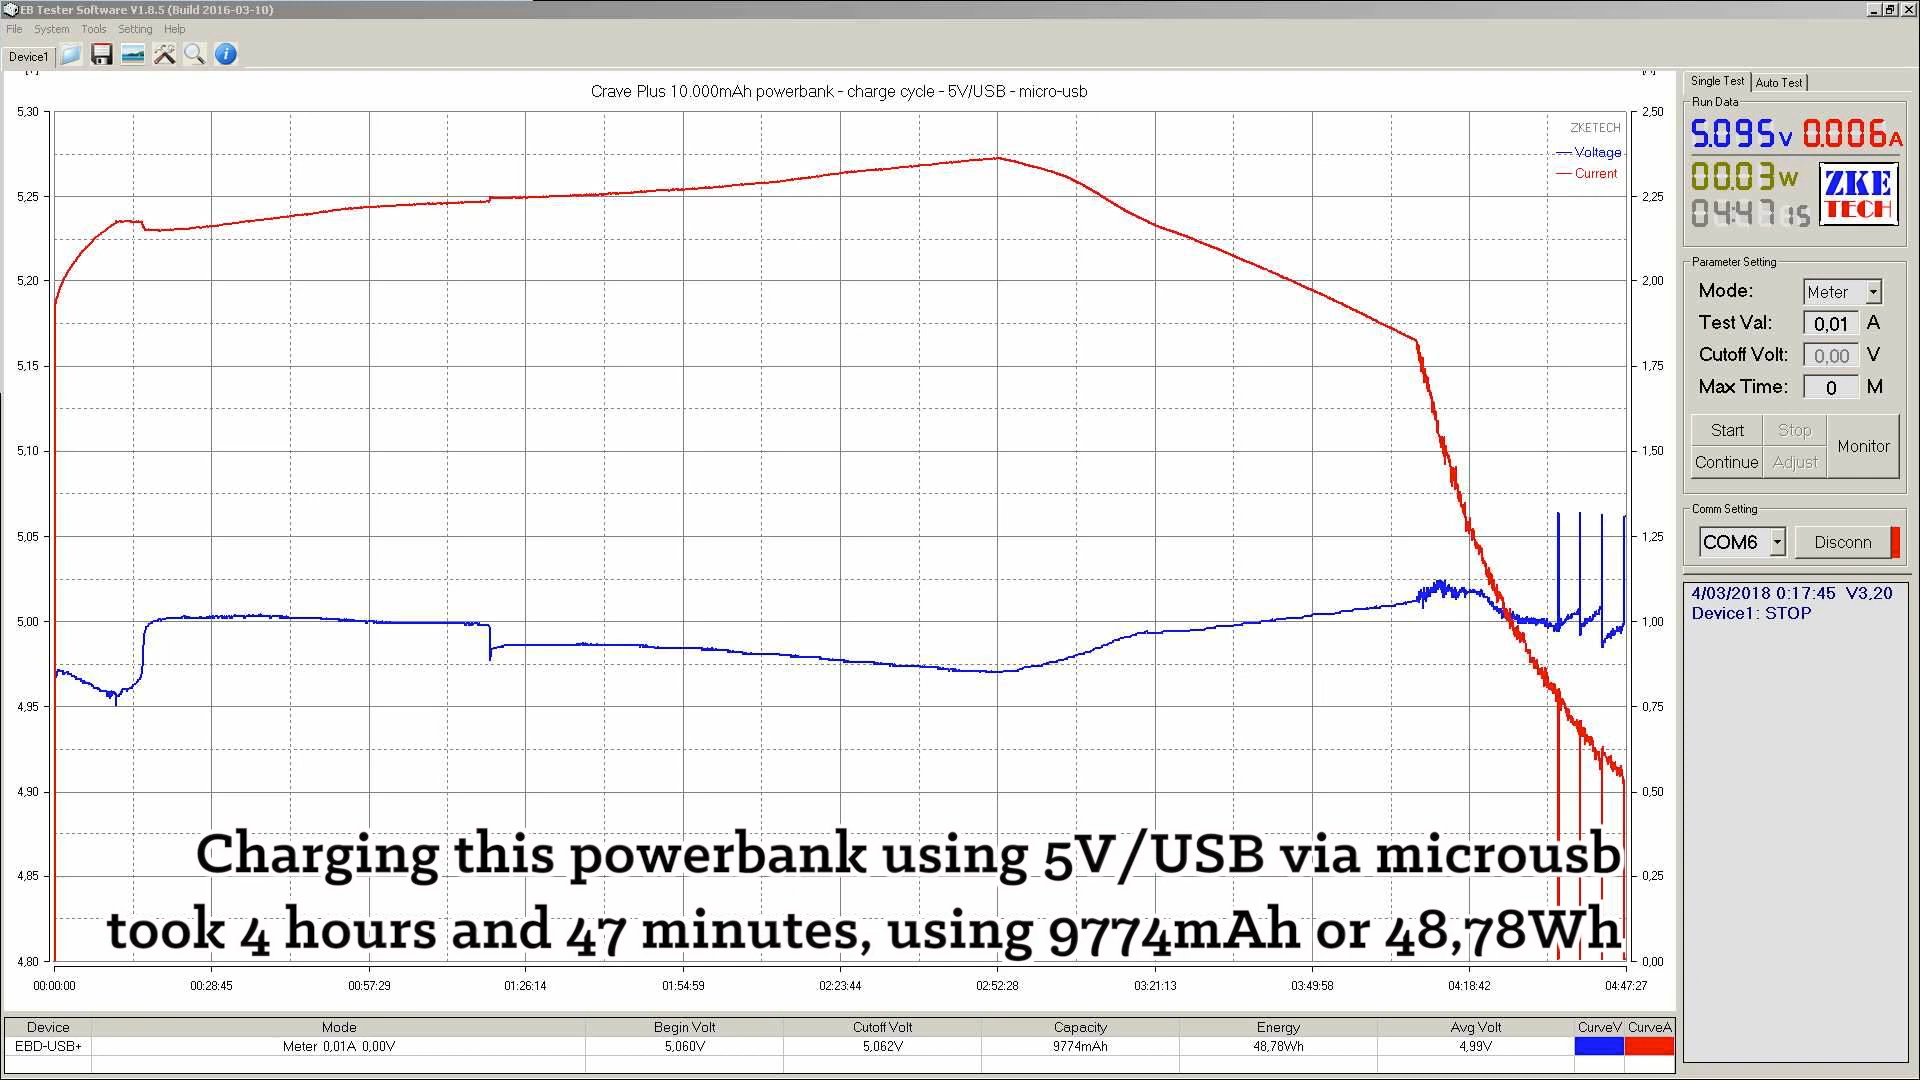 EB Tester Software V1.8.5 (Build 2016-03-10)
File System Tools Setting Help
Device1
Crave Plus 10.000mAh powerbank - charge cycle - 5V/USB - micro-usb
ZKETECH
Voltage
Current
5,30
5,25
5,20
5,15
5,10
5,05
5,00
4,95
4,90
4,85
4,80
2,50
2,25
2,00
1,75
1,50
1,25
1,00
0,75
0,50
0,25
0,00
Charging this powerbank using 5V/USB via microusb
took 4 hours and 47 minutes, using 9774mAh or 48,78Wh
00:00:00 00:28:45 00:57:29 01:26:14 01:54:59 02:23:44 02:52:28 03:21:13 03:49:58 04:18:42 04:47:27
Device Mode Begin Volt Cutoff Volt Capacity Energy Avg Volt CurveV CurveA
EBD-USB+ Meter 0,01A 0,00V 5,060V 5,062V 9774mAh 48,78Wh 4,99V
Single Test Auto Test
Run Data
5.095V 0.006A
00.03W
04:47 15
ZKE
TECH
Parameter Setting
Mode: Meter
Test Val: 0,01 A
Cutoff Volt: 0,00 V
Max Time: 0 M
Start Stop Monitor
Continue Adjust
Comm Setting
COM6 Disconn
4/03/2018 0:17:45 V3,20
Device1: STOP